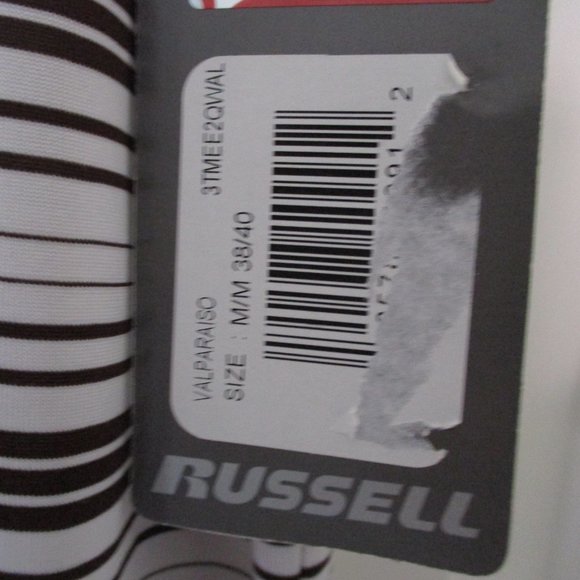 VALPARAISO 3TMEE2QWAL
SIZE : M/M 38/40
2
RUSSELL